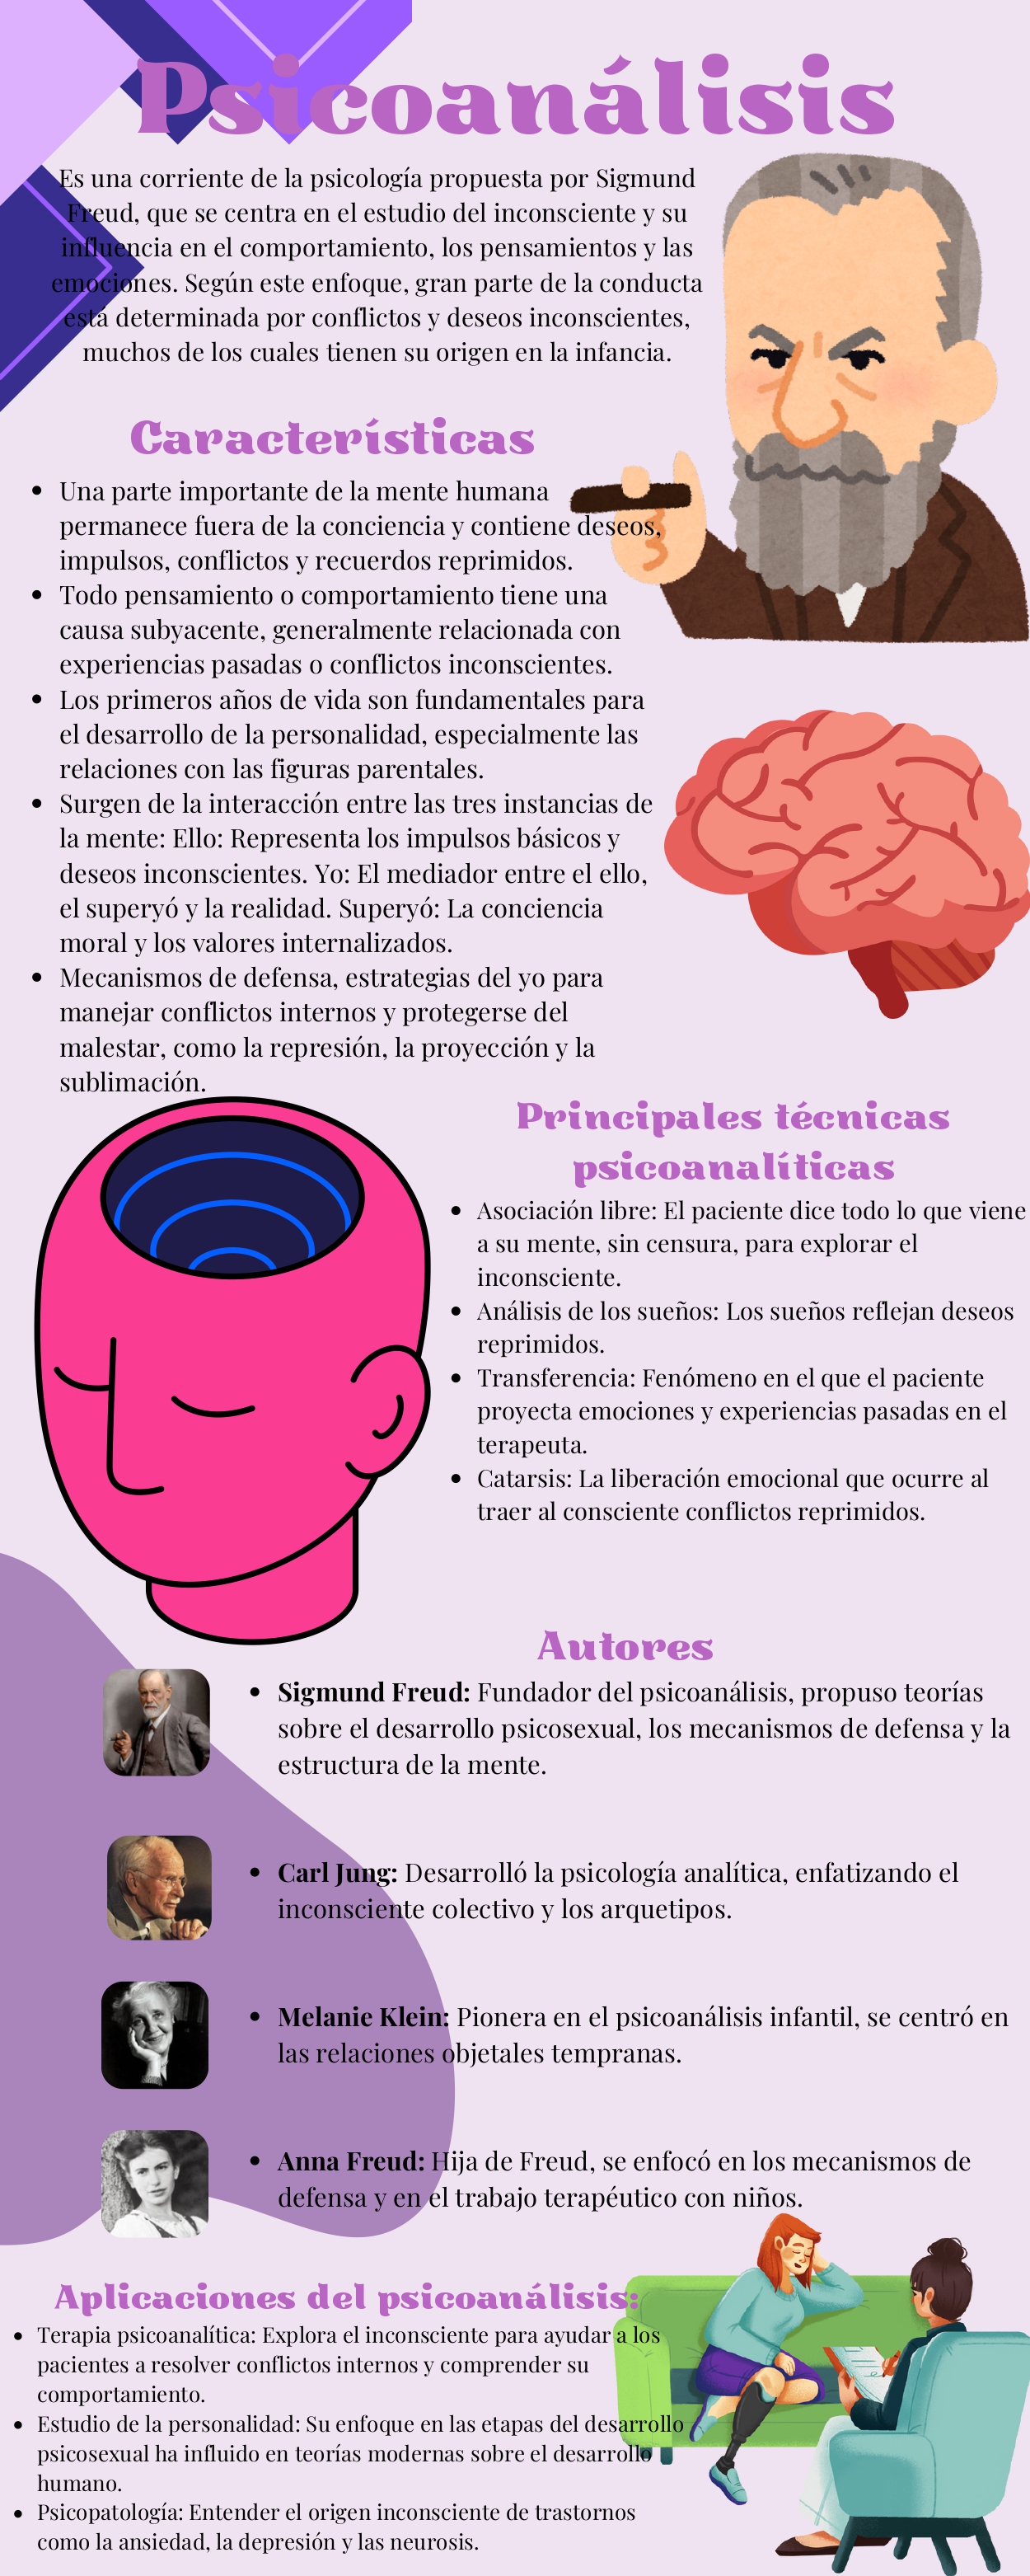 Psicoanálisis
Es una corriente de la psicología propuesta por Sigmund
Freud, que se centra en el estudio del inconsciente y su
influencia en el comportamiento, los pensamientos y las
emociones. Según este enfoque, gran parte de la conducta
está determinada por conflictos y deseos inconscientes,
muchos de los cuales tienen su origen en la infancia.
Características
• Una parte importante de la mente humana
permanece fuera de la conciencia y contiene deseos,
impulsos, conflictos y recuerdos reprimidos.
• Todo pensamiento o comportamiento tiene una
causa subyacente, generalmente relacionada con
experiencias pasadas o conflictos inconscientes.
• Los primeros años de vida son fundamentales para
el desarrollo de la personalidad, especialmente las
relaciones con las figuras parentales.
• Surgen de la interacción entre las tres instancias de
la mente: Ello: Representa los impulsos básicos y
deseos inconscientes. Yo: El mediador entre el ello,
el superyó y la realidad. Superyó: La conciencia
moral y los valores internalizados.
• Mecanismos de defensa, estrategias del yo para
manejar conflictos internos y protegerse del
malestar, como la represión, la proyección y la
sublimación.
Principales técnicas
psicoanalíticas
• Asociación libre: El paciente dice todo lo que viene
a su mente, sin censura, para explorar el
inconsciente.
• Análisis de los sueños: Los sueños reflejan deseos
reprimidos.
• Transferencia: Fenómeno en el que el paciente
proyecta emociones y experiencias pasadas en el
terapeuta.
• Catarsis: La liberación emocional que ocurre al
traer al consciente conflictos reprimidos.
Autores
• Sigmund Freud: Fundador del psicoanálisis, propuso teorías
sobre el desarrollo psicosexual, los mecanismos de defensa y la
estructura de la mente.
• Carl Jung: Desarrolló la psicología analítica, enfatizando el
inconsciente colectivo y los arquetipos.
• Melanie Klein: Pionera en el psicoanálisis infantil, se centró en
las relaciones objetales tempranas.
• Anna Freud: Hija de Freud, se enfocó en los mecanismos de
defensa y en el trabajo terapéutico con niños.
Aplicaciones del psicoanálisis:
• Terapia psicoanalítica: Explora el inconsciente para ayudar a los
pacientes a resolver conflictos internos y comprender su
comportamiento.
• Estudio de la personalidad: Su enfoque en las etapas del desarrollo
psicosexual ha influido en teorías modernas sobre el desarrollo
humano.
• Psicopatología: Entender el origen inconsciente de trastornos
como la ansiedad, la depresión y las neurosis.